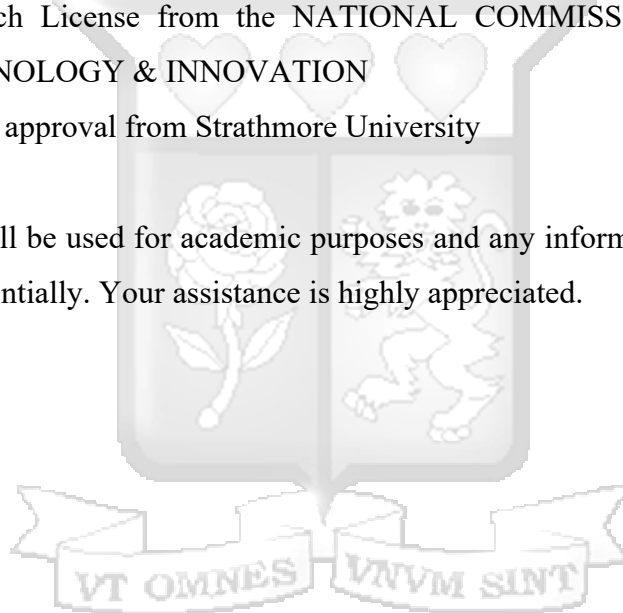 ch License from the NATIONAL COMMISS
NOLOGY & INNOVATION
approval from Strathmore University
ll be used for academic purposes and any inform
entially. Your assistance is highly appreciated.
VT OMNES VNVM SINT